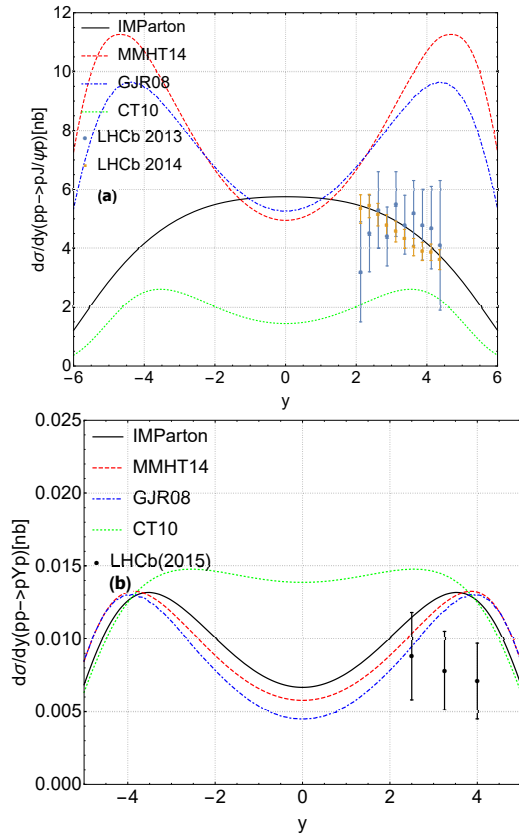 12
10
8
6
4
2
0
dσ/dy(pp->pJ/ψp)[nb]
IMParton
MMHT14
GJR08
CT10
LHCb 2013
LHCb 2014
(a)
−6 −4 −2 0 2 4 6
y
0.025
0.020
0.015
0.010
0.005
0.000
dσ/dy(pp->pϒp)[nb]
IMParton
MMHT14
GJR08
CT10
LHCb(2015)
(b)
−4 −2 0 2 4
y